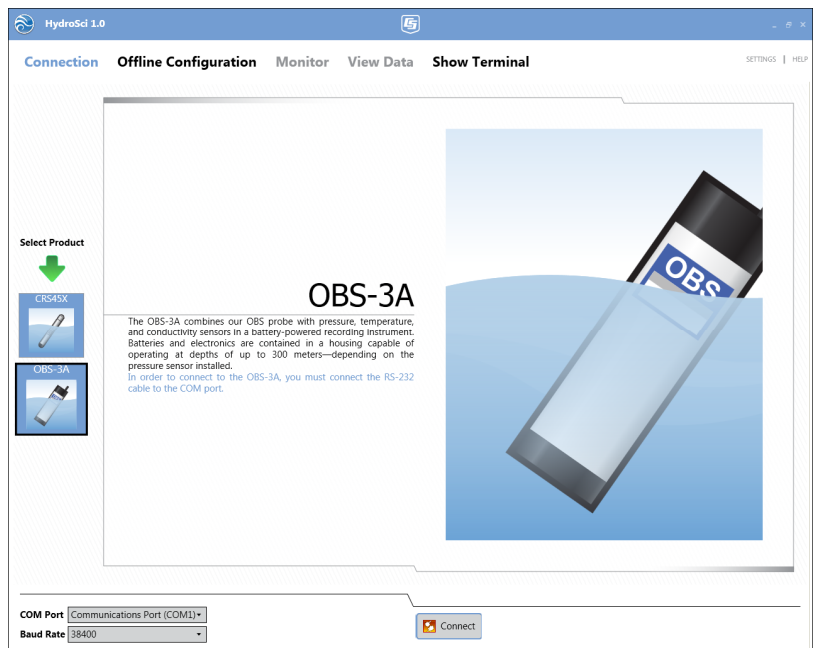 HydroSci 1.0
Connection Offline Configuration Monitor View Data Show Terminal SETTINGS | HELP
Select Product
CRS45X
OBS-3A
OBS-3A
The OBS-3A combines our OBS probe with pressure, temperature,
and conductivity sensors in a battery-powered recording instrument.
Batteries and electronics are contained in a housing capable of
operating at depths of up to 300 meters—depending on the
pressure sensor installed.
In order to connect to the OBS-3A, you must connect the RS-232
cable to the COM port.
OBS
COM Port Communications Port (COM1)
Baud Rate 38400
Connect